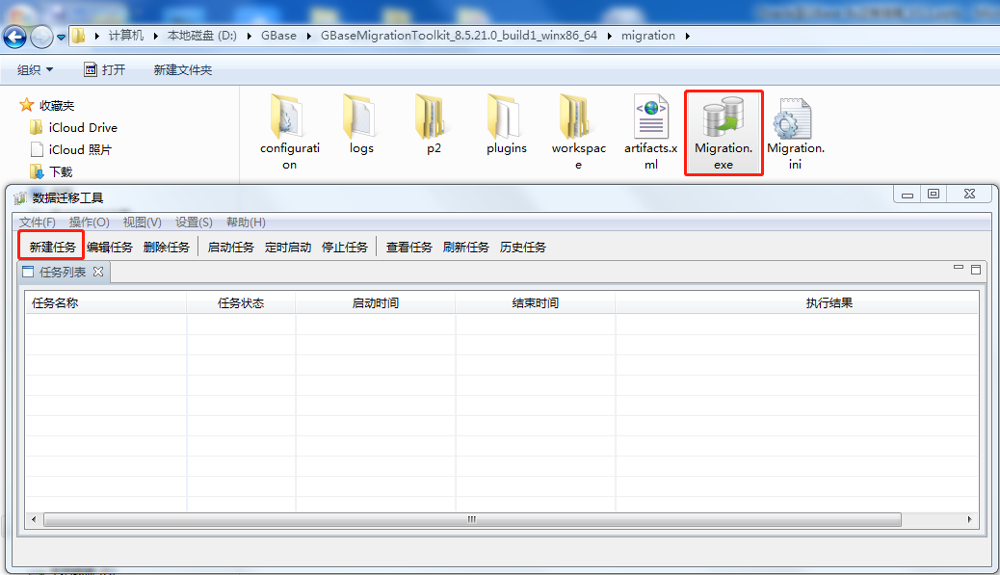 计算机 ▸ 本地磁盘 (D:) ▸ GBase ▸ GBaseMigrationToolkit_8.5.21.0_build1_winx86_64 ▸ migration ▸
组织 打开 新建文件夹
收藏夹
iCloud Drive
iCloud 照片
下载
configurati
on
logs
p2
plugins
workspac
e
artifacts.x
ml
Migration.
exe
Migration.
ini
数据迁移工具
文件(F) 操作(O) 视图(V) 设置(S) 帮助(H)
新建任务 编辑任务 删除任务 启动任务 定时启动 停止任务 查看任务 刷新任务 历史任务
任务列表
任务名称 任务状态 启动时间 结束时间 执行结果